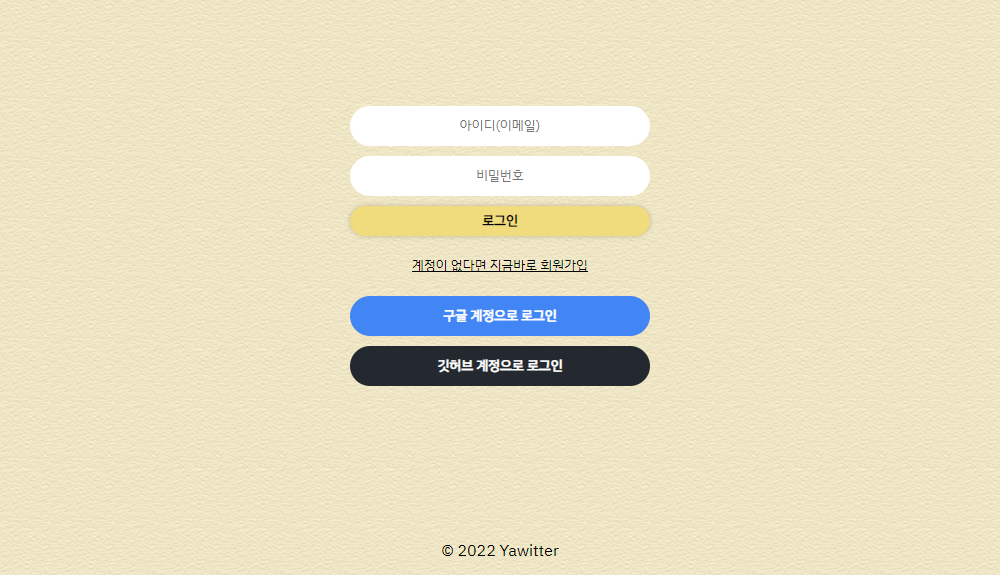 아이디(이메일)
비밀번호
로그인
계정이 없다면 지금바로 회원가입
구글 계정으로 로그인
깃허브 계정으로 로그인
© 2022 Yawitter